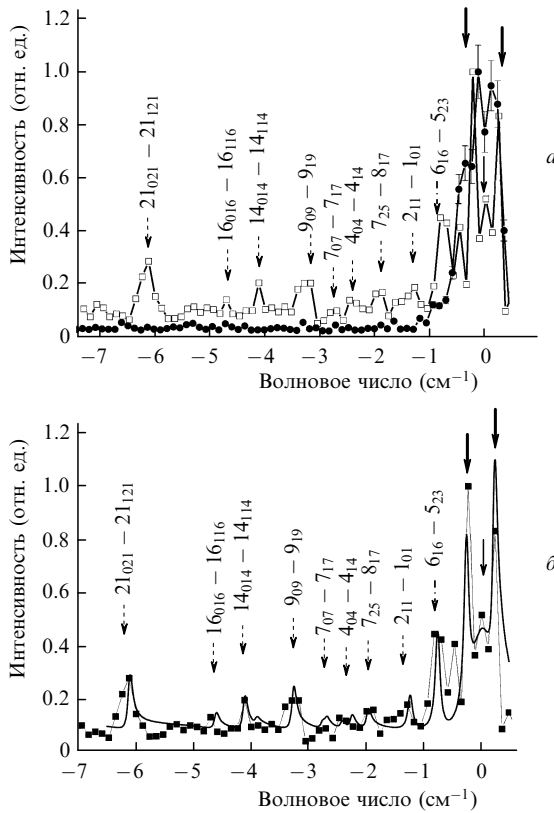 Интенсивность (отн. ед.)
1.2
1.0
0.8
0.6
0.4
0.2
0
21₀₂₁ – 21₁₂₁
16₀₁₆ – 16₁₁₆
14₀₁₄ – 14₁₁₄
9₀₉ – 9₁₉
7₀₇ – 7₁₇
4₀₄ – 4₁₄
7₂₅ – 8₁₇
2₁₁ – 1₀₁
6₁₆ – 5₂₃
а
−7 −6 −5 −4 −3 −2 −1 0
Волновое число (см⁻¹)
Интенсивность (отн. ед.)
1.2
1.0
0.8
0.6
0.4
0.2
0
21₀₂₁ – 21₁₂₁
16₀₁₆ – 16₁₁₆
14₀₁₄ – 14₁₁₄
9₀₉ – 9₁₉
7₀₇ – 7₁₇
4₀₄ – 4₁₄
7₂₅ – 8₁₇
2₁₁ – 1₀₁
6₁₆ – 5₂₃
б
−7 −6 −5 −4 −3 −2 −1 0
Волновое число (см⁻¹)